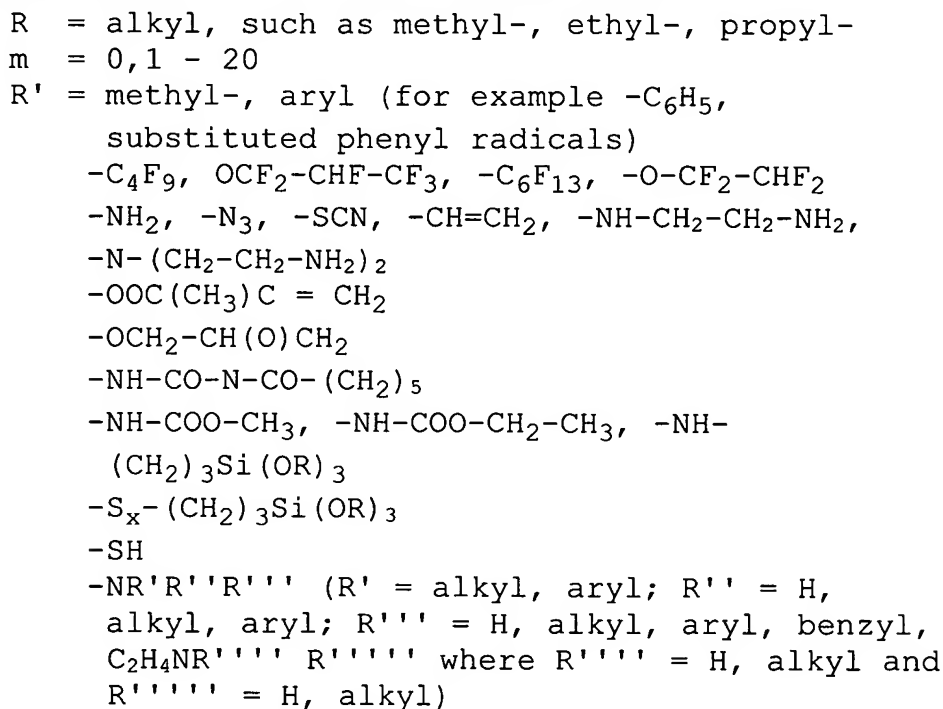 R = alkyl, such as methyl-, ethyl-, propyl-
m = 0,1 - 20
R' = methyl-, aryl (for example -C₆H₅,
substituted phenyl radicals)
-C₄F₉, OCF₂-CHF-CF₃, -C₆F₁₃, -O-CF₂-CHF₂
-NH₂, -N₃, -SCN, -CH=CH₂, -NH-CH₂-CH₂-NH₂,
-N-(CH₂-CH₂-NH₂)₂
-OOC(CH₃)C = CH₂
-OCH₂-CH(O)CH₂
-NH-CO-N-CO-(CH₂)₅
-NH-COO-CH₃, -NH-COO-CH₂-CH₃, -NH-
(CH₂)₃Si(OR)₃
-Sₓ-(CH₂)₃Si(OR)₃
-SH
-NR'R''R''' (R' = alkyl, aryl; R'' = H,
alkyl, aryl; R''' = H, alkyl, aryl, benzyl,
C₂H₄NR'''' R''''' where R'''' = H, alkyl and
R''''' = H, alkyl)